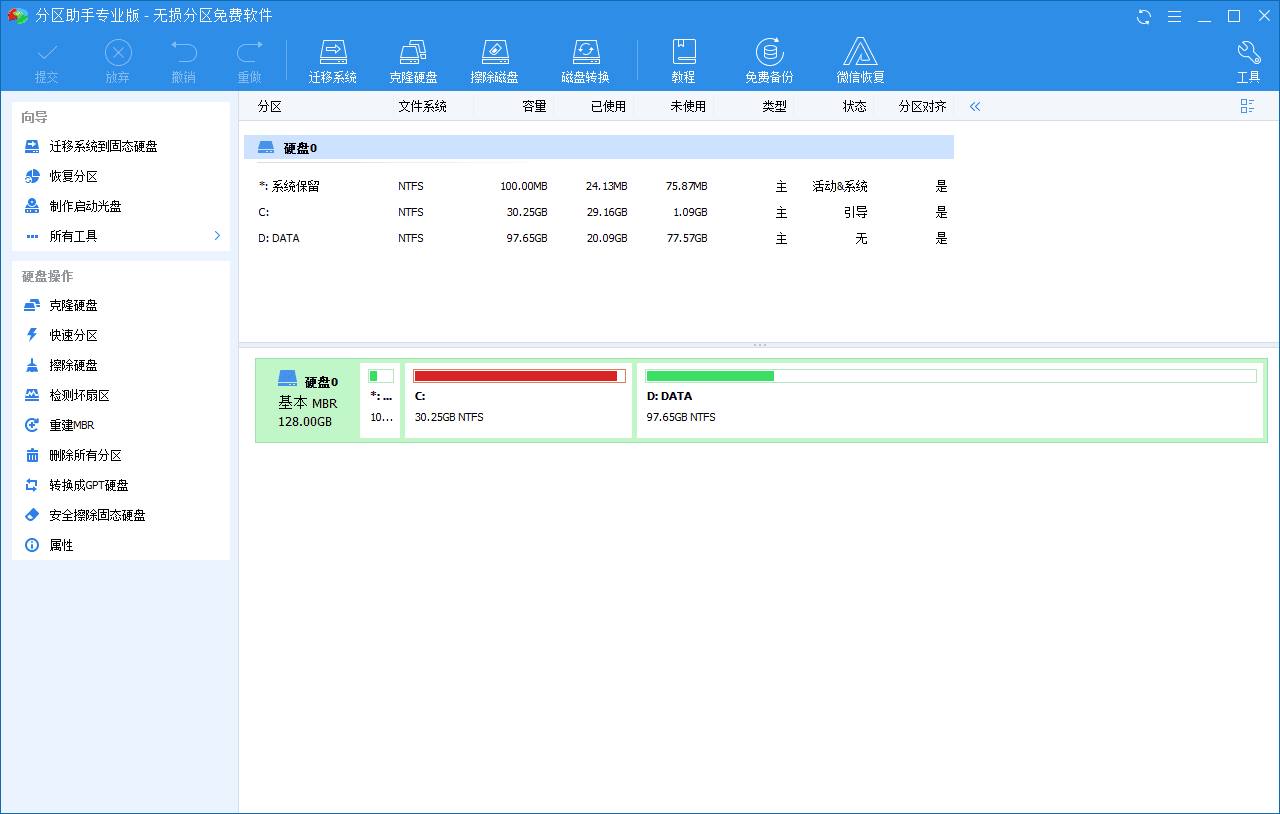 分区助手专业版 - 无损分区免费软件
提交 放弃 撤销 重做 迁移系统 克隆硬盘 擦除磁盘 磁盘转换 教程 免费备份 微信恢复 工具
向导
迁移系统到固态硬盘
恢复分区
制作启动光盘
所有工具
硬盘操作
克隆硬盘
快速分区
擦除硬盘
检测坏扇区
重建MBR
删除所有分区
转换成GPT硬盘
安全擦除固态硬盘
属性
分区 文件系统 容量 已使用 未使用 类型 状态 分区对齐
硬盘0
*: 系统保留 NTFS 100.00MB 24.13MB 75.87MB 主 活动&系统 是
C: NTFS 30.25GB 29.16GB 1.09GB 主 引导 是
D: DATA NTFS 97.65GB 20.09GB 77.57GB 主 无 是
硬盘0
基本 MBR
128.00GB
*: ...
10...
C:
30.25GB NTFS
D: DATA
97.65GB NTFS